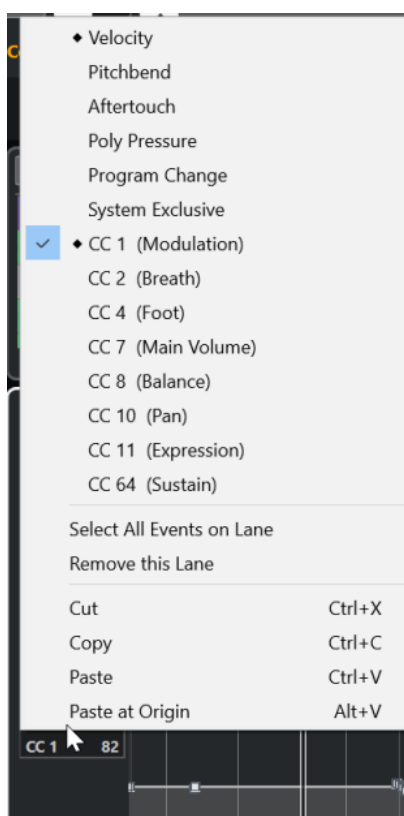 Velocity
Pitchbend
Aftertouch
Poly Pressure
Program Change
System Exclusive
CC 1 (Modulation)
CC 2 (Breath)
CC 4 (Foot)
CC 7 (Main Volume)
CC 8 (Balance)
CC 10 (Pan)
CC 11 (Expression)
CC 64 (Sustain)
Select All Events on Lane
Remove this Lane
Cut Ctrl+X
Copy Ctrl+C
Paste Ctrl+V
Paste at Origin Alt+V
CC 1 82